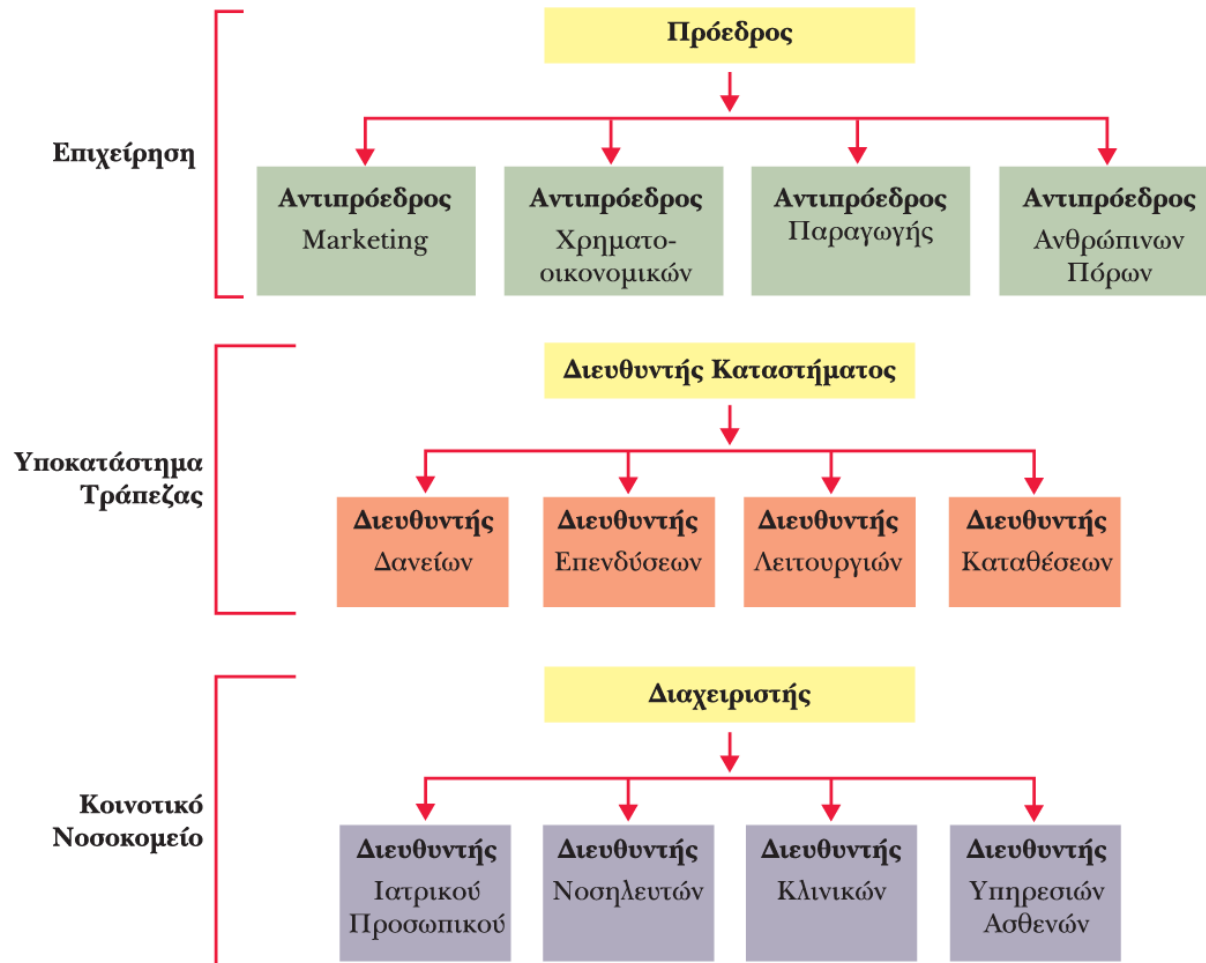 Πρόεδρος
Επιχείρηση
Αντιπρόεδρος
Marketing
Αντιπρόεδρος
Χρηματο-
οικονομικών
Αντιπρόεδρος
Παραγωγής
Αντιπρόεδρος
Ανθρώπινων
Πόρων
Διευθυντής Καταστήματος
Υποκατάστημα
Τράπεζας
Διευθυντής
Δανείων
Διευθυντής
Επενδύσεων
Διευθυντής
Λειτουργιών
Διευθυντής
Καταθέσεων
Διαχειριστής
Κοινοτικό
Νοσοκομείο
Διευθυντής
Ιατρικού
Προσωπικού
Διευθυντής
Νοσηλευτών
Διευθυντής
Κλινικών
Διευθυντής
Υπηρεσιών
Ασθενών